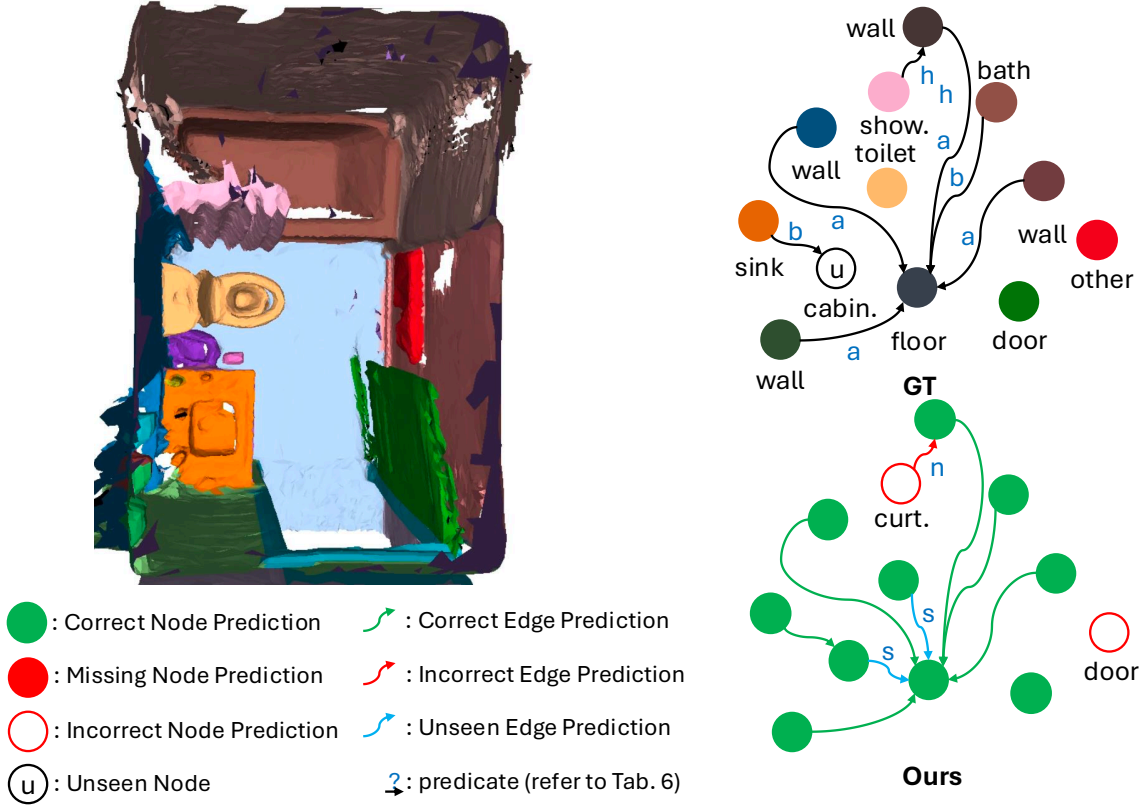 wall
h
h
bath
show.
toilet
wall
a
b
a
a
b
sink
u
cabin.
wall
other
floor
door
a
wall
GT
n
curt.
s
s
door
Ours
: Correct Node Prediction
: Correct Edge Prediction
: Missing Node Prediction
: Incorrect Edge Prediction
: Incorrect Node Prediction
: Unseen Edge Prediction
u : Unseen Node
? : predicate (refer to Tab. 6)